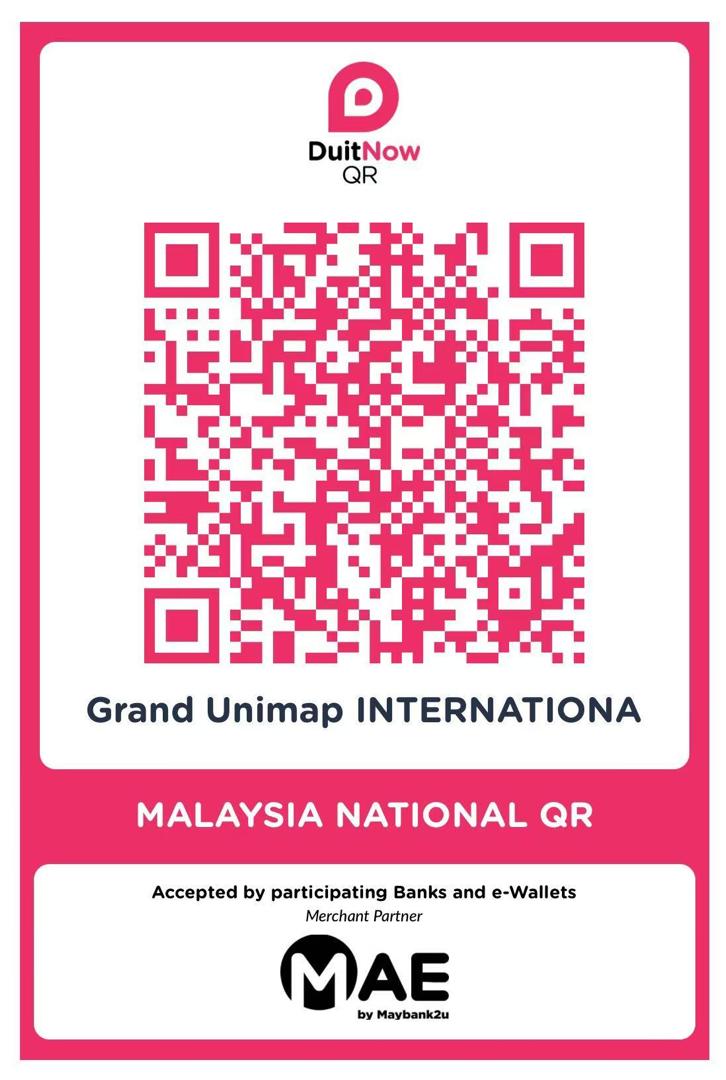 DuitNow
QR
Grand Unimap INTERNATIONA
MALAYSIA NATIONAL QR
Accepted by participating Banks and e-Wallets
Merchant Partner
MAE
by Maybank2u